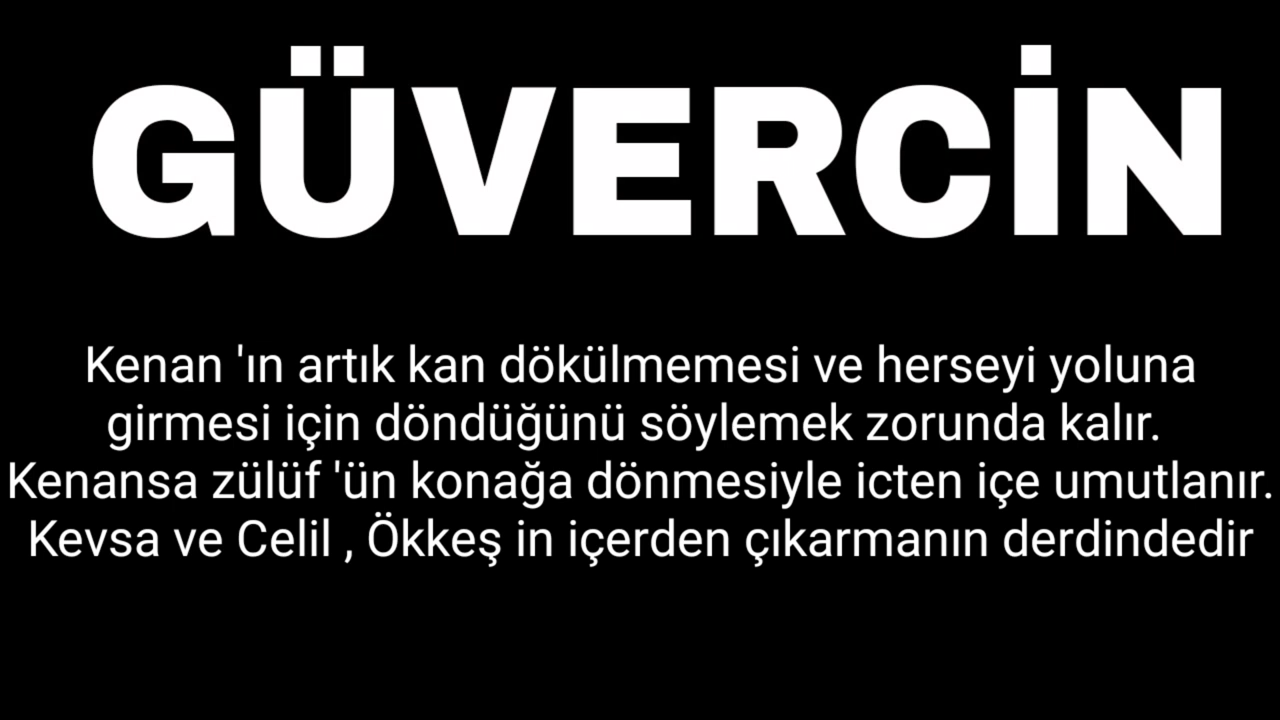 GÜVERCİN
Kenan 'ın artık kan dökülmemesi ve herseyi yoluna
girmesi için döndüğünü söylemek zorunda kalır.
Kenansa zülüf 'ün konağa dönmesiyle icten içe umutlanır.
Kevsa ve Celil , Ökkeş in içerden çıkarmanın derdindedir